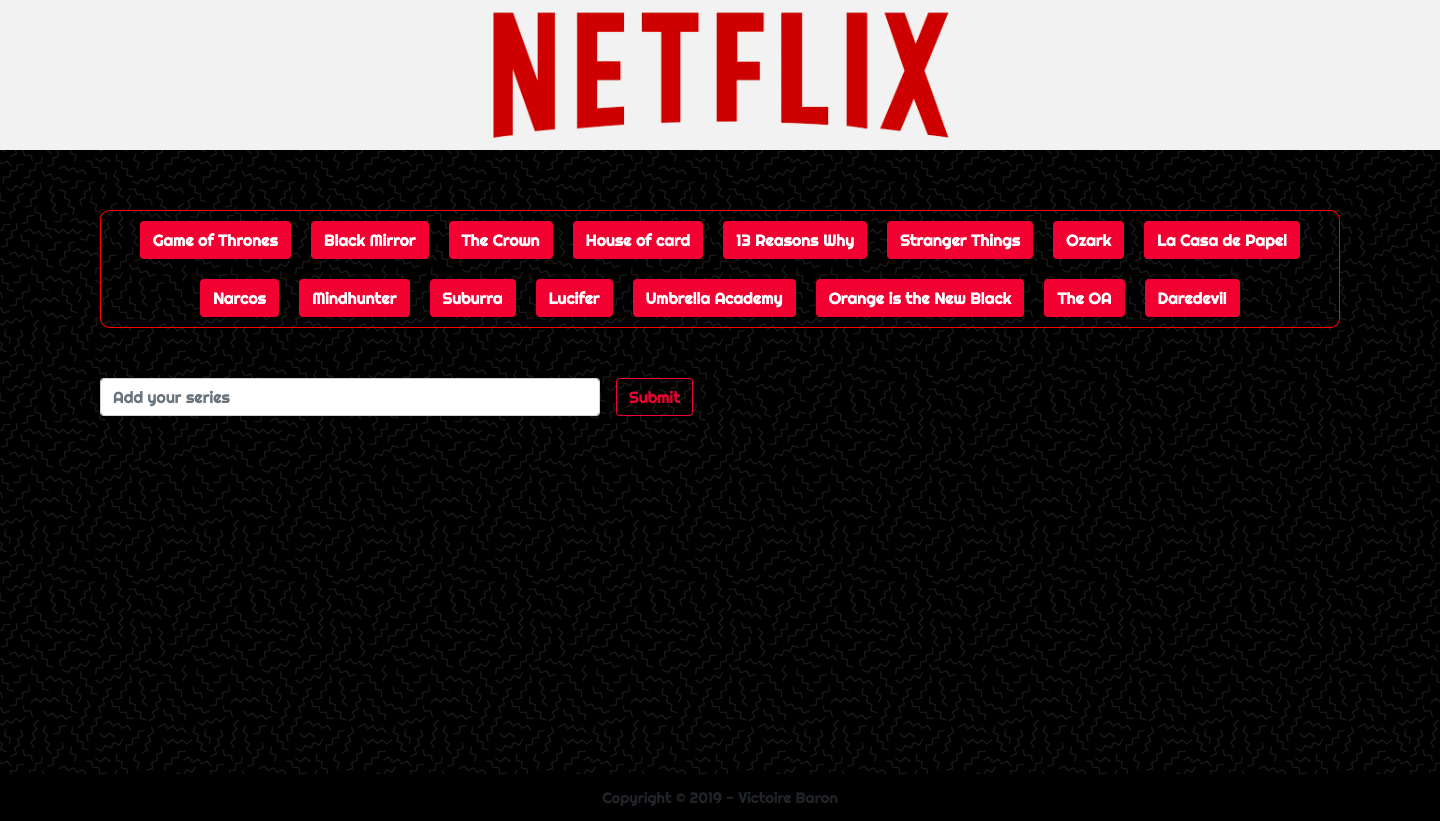 NETFLIX
Game of Thrones Black Mirror The Crown House of card 13 Reasons Why Stranger Things Ozark La Casa de Papel
Narcos Mindhunter Suburra Lucifer Umbrella Academy Orange is the New Black The OA Daredevil
Add your series Submit
Copyright © 2019 - Victoire Baron